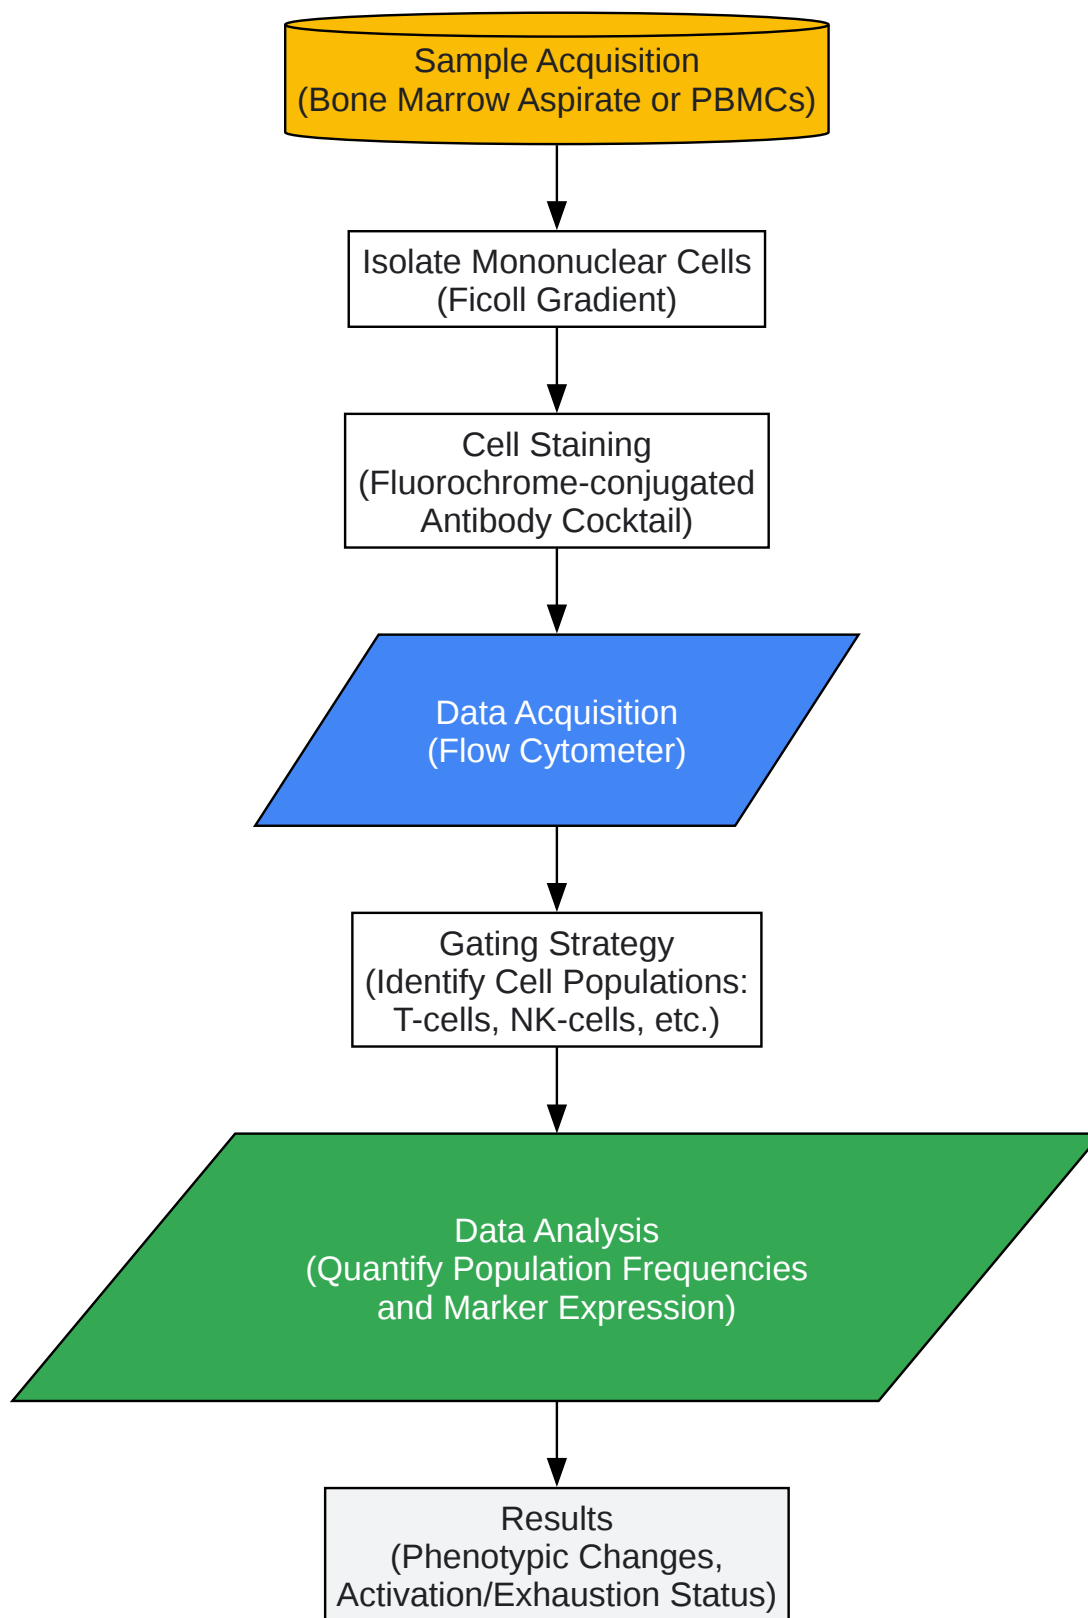 Sample Acquisition
(Bone Marrow Aspirate or PBMCs)
Isolate Mononuclear Cells
(Ficoll Gradient)
Cell Staining
(Fluorochrome-conjugated
Antibody Cocktail)
Data Acquisition
(Flow Cytometer)
Gating Strategy
(Identify Cell Populations:
T-cells, NK-cells, etc.)
Data Analysis
(Quantify Population Frequencies
and Marker Expression)
Results
(Phenotypic Changes,
Activation/Exhaustion Status)